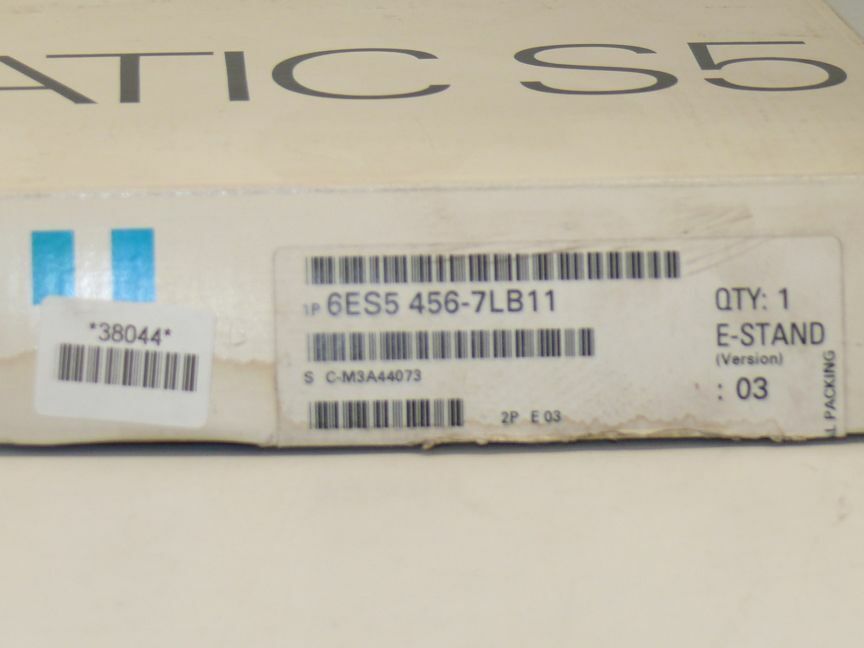 ATIC S5
*38044*
1P 6ES5 456-7LB11
S C-M3A44073
2P E 03
QTY: 1
E-STAND
(Version)
: 03
PACKING